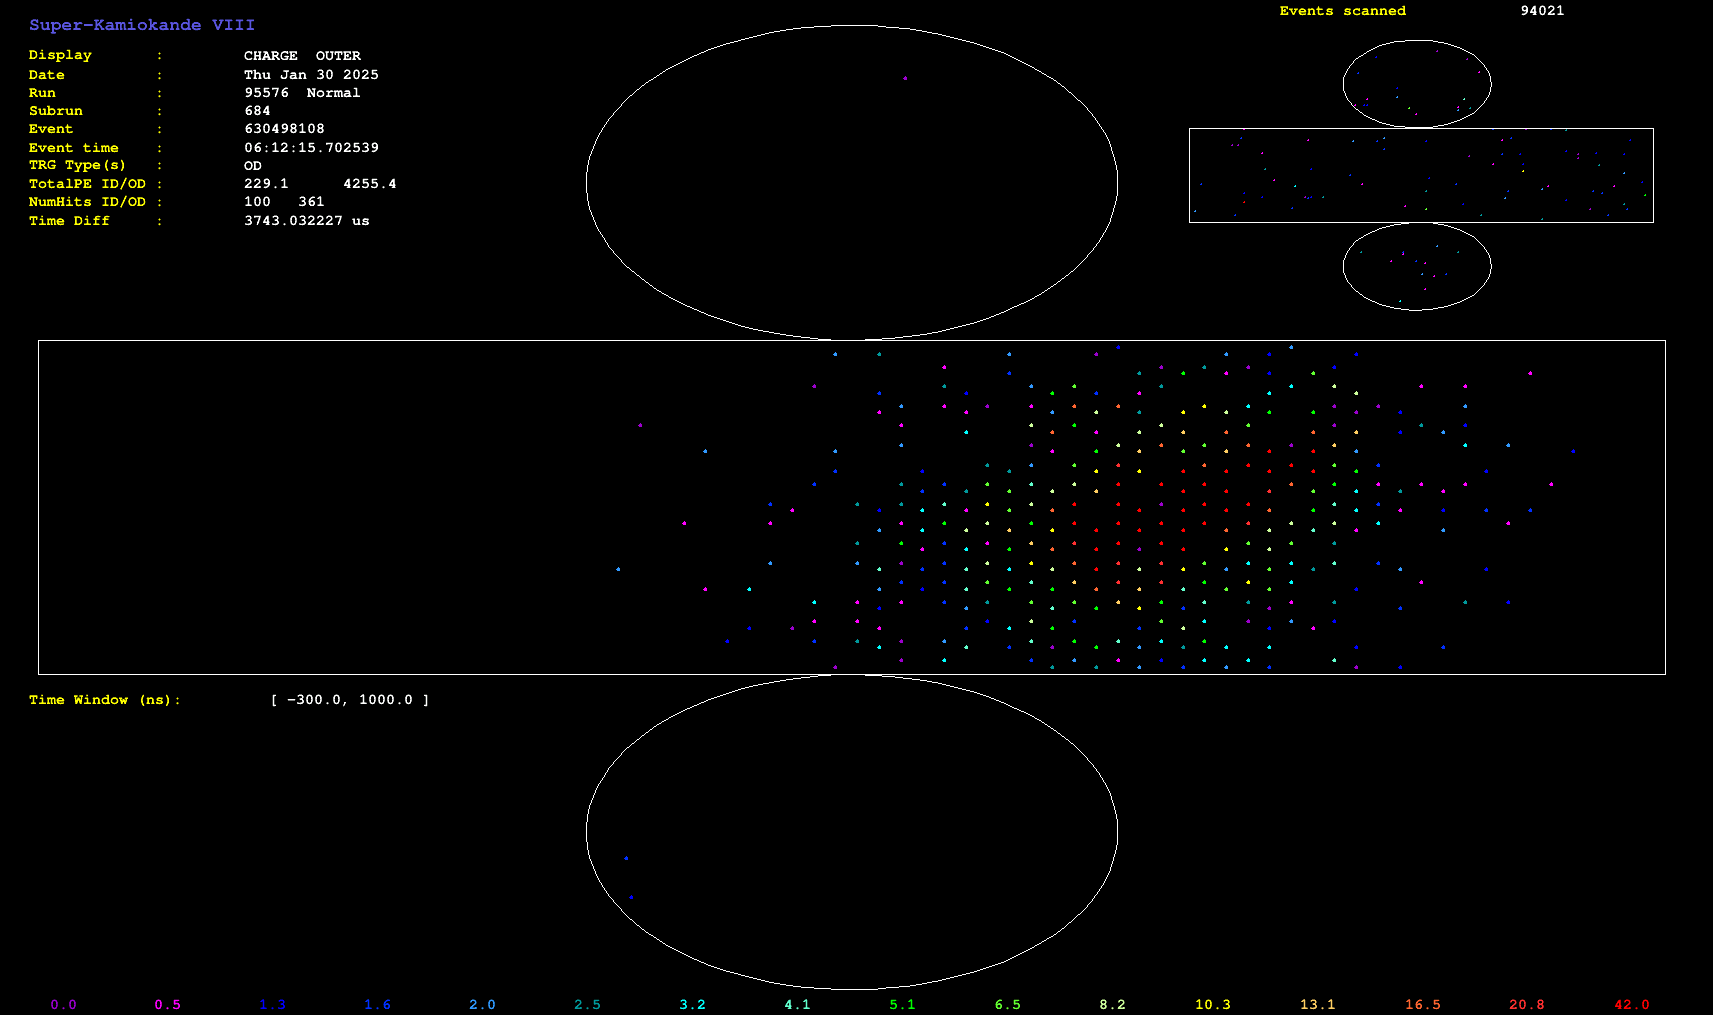 Super-Kamiokande VIII
Events scanned 94021
Display : CHARGE OUTER
Date : Thu Jan 30 2025
Run : 95576 Normal
Subrun : 684
Event : 630498108
Event time : 06:12:15.702539
TRG Type(s) : OD
TotalPE ID/OD : 229.1 4255.4
NumHits ID/OD : 100 361
Time Diff : 3743.032227 us
Time Window (ns): [ -300.0, 1000.0 ]
0.0 0.5 1.3 1.6 2.0 2.5 3.2 4.1 5.1 6.5 8.2 10.3 13.1 16.5 20.8 42.0